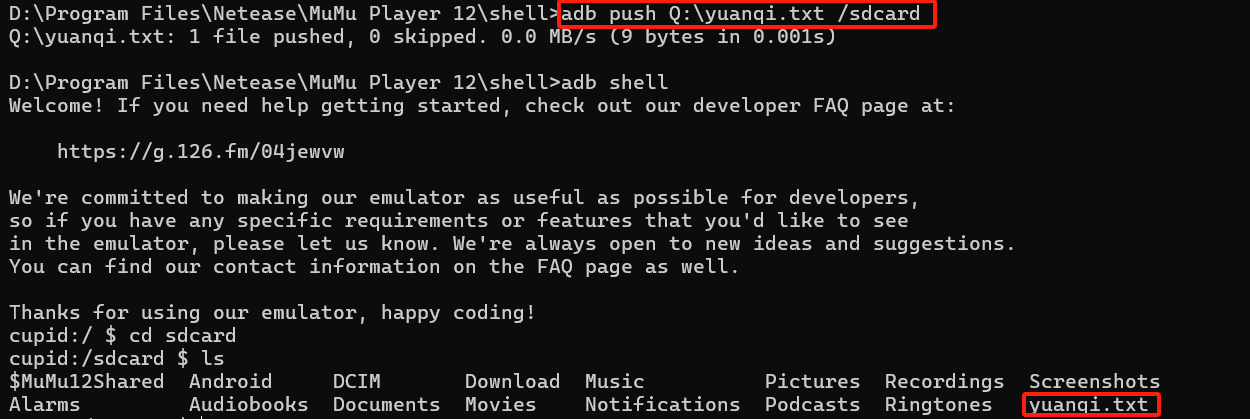 D:\Program Files\Netease\MuMu Player 12\shell>adb push Q:\yuanqi.txt /sdcard
Q:\yuanqi.txt: 1 file pushed, 0 skipped. 0.0 MB/s (9 bytes in 0.001s)
D:\Program Files\Netease\MuMu Player 12\shell>adb shell
Welcome! If you need help getting started, check out our developer FAQ page at:
https://g.126.fm/04jewvw
We're committed to making our emulator as useful as possible for developers,
so if you have any specific requirements or features that you'd like to see
in the emulator, please let us know. We're always open to new ideas and suggestions.
You can find our contact information on the FAQ page as well.
Thanks for using our emulator, happy coding!
cupid:/ $ cd sdcard
cupid:/sdcard $ ls
$MuMu12Shared Android DCIM Download Music Pictures Recordings Screenshots
Alarms Audiobooks Documents Movies Notifications Podcasts Ringtones yuanqi.txt